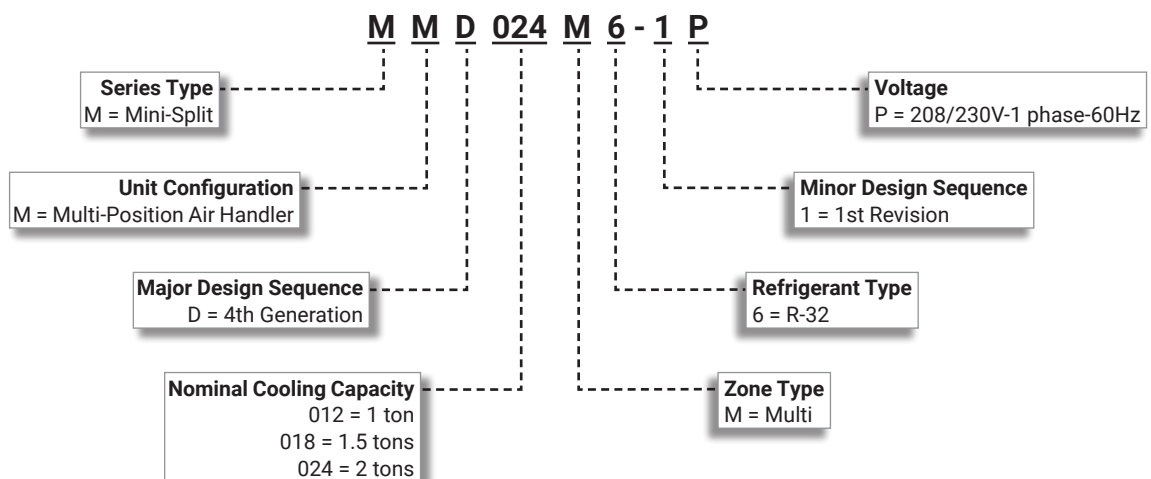 M M D 024 M 6 - 1 P
Series Type
M = Mini-Split
Voltage
P = 208/230V-1 phase-60Hz
Unit Configuration
M = Multi-Position Air Handler
Minor Design Sequence
1 = 1st Revision
Major Design Sequence
D = 4th Generation
Refrigerant Type
6 = R-32
Nominal Cooling Capacity
012 = 1 ton
018 = 1.5 tons
024 = 2 tons
Zone Type
M = Multi